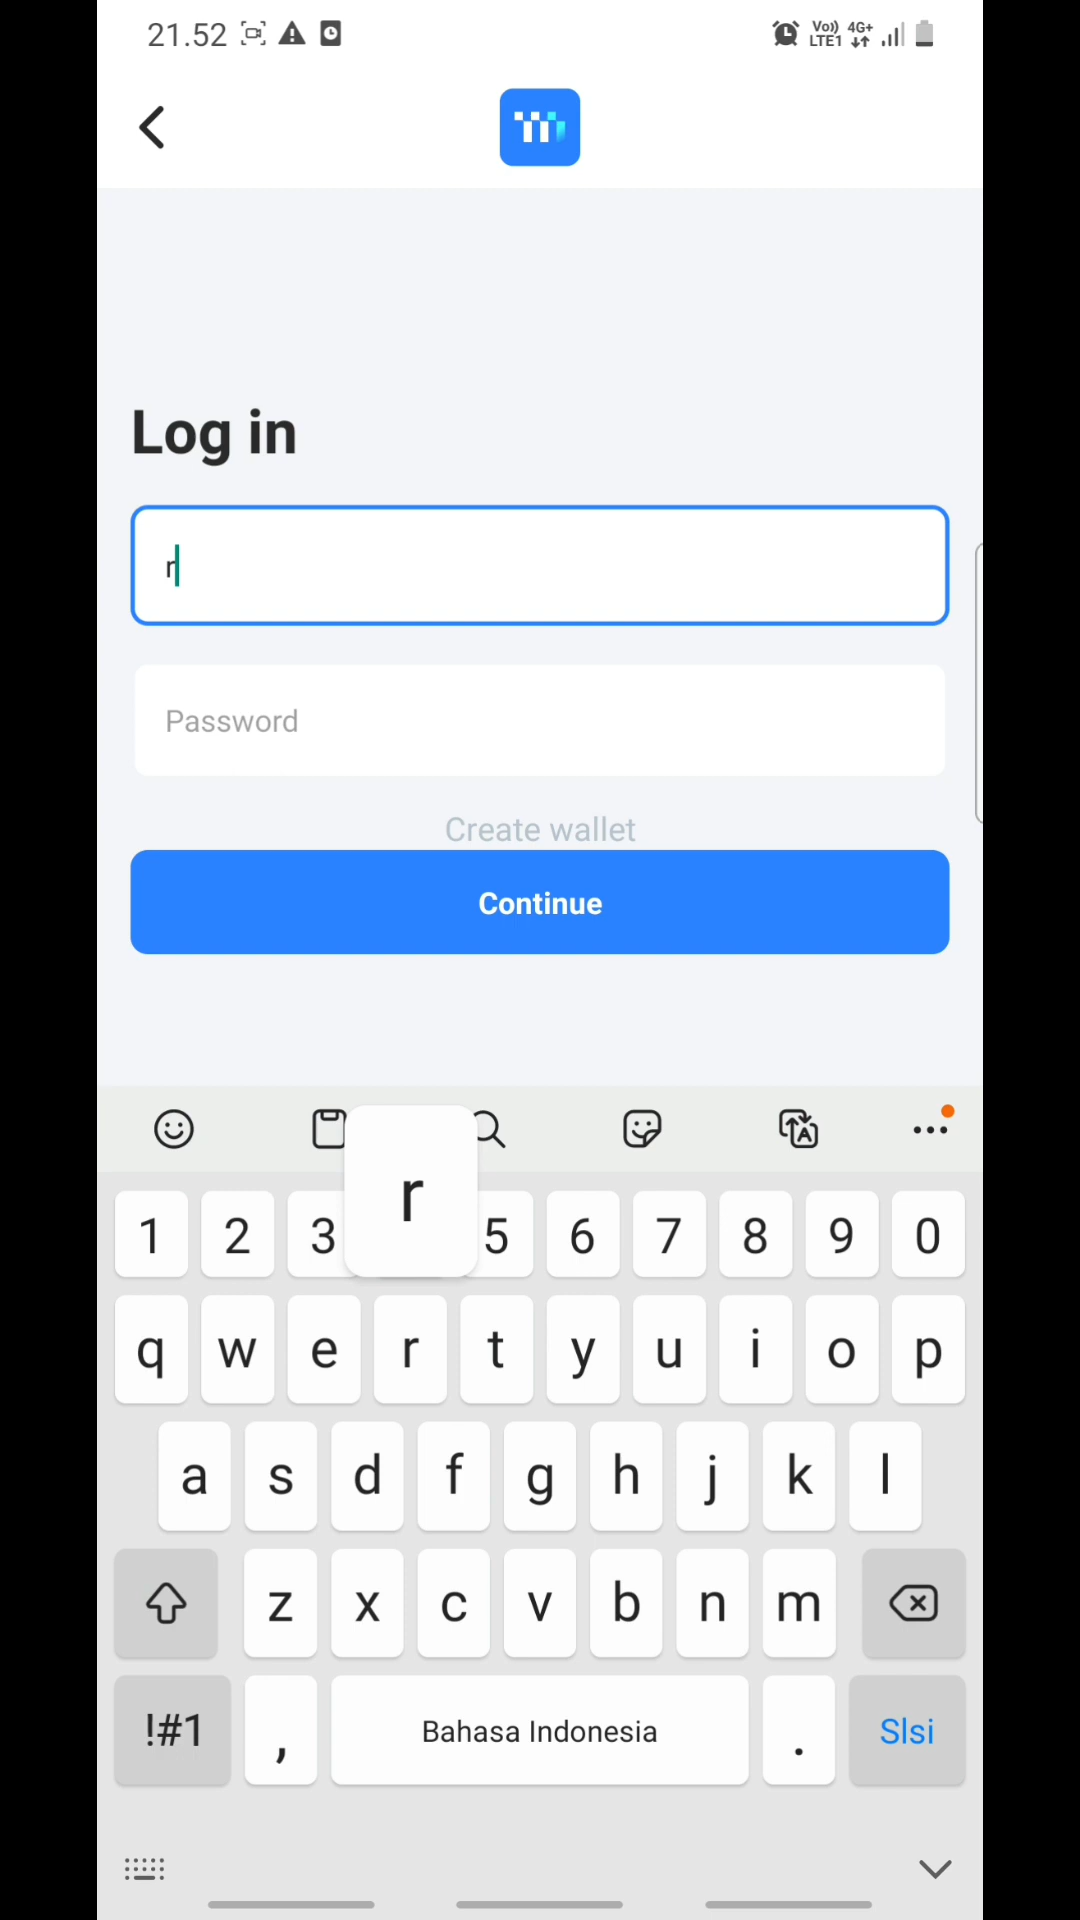 21.52
Vo)) 4G+
LTE1
Log in
r
Password
Create wallet
Continue
r
1 2 3 5 6 7 8 9 0
q w e r t y u i o p
a s d f g h j k l
z x c v b n m
!#1 , Bahasa Indonesia . Slsi